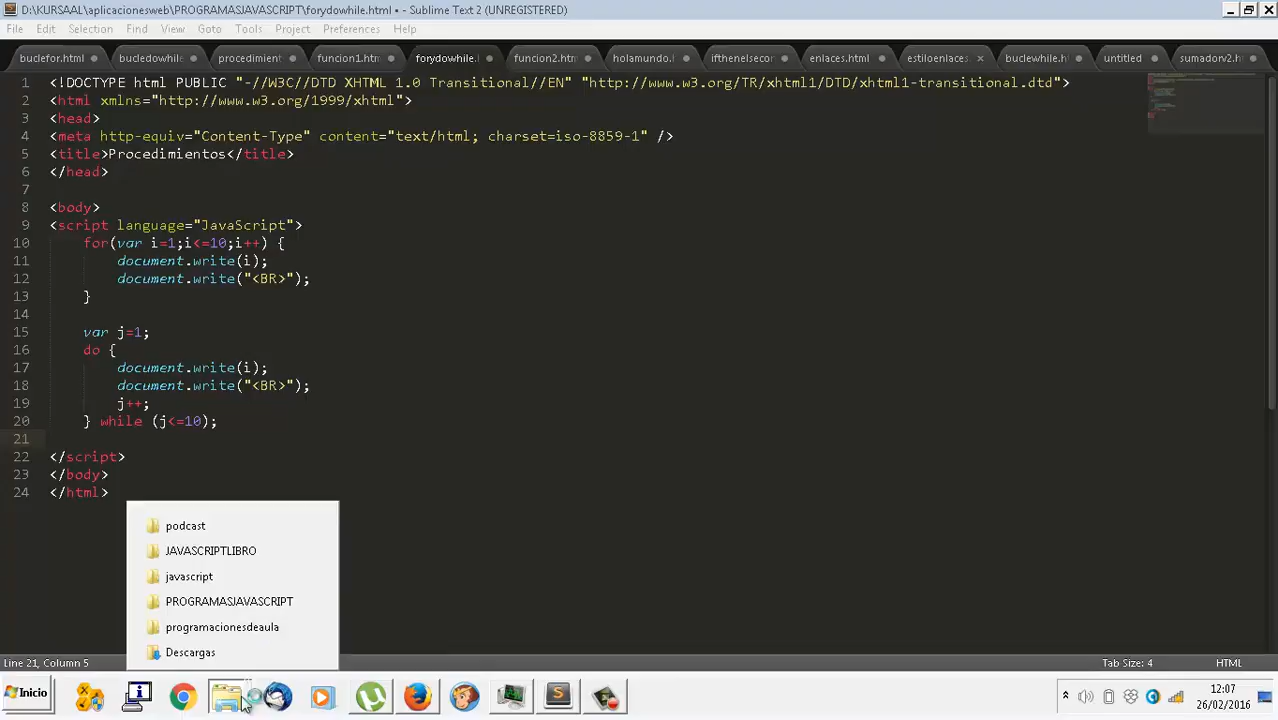 D:\KURSAAL\aplicacionesweb\PROGRAMASJAVASCRIPT\forydowhile.html • - Sublime Text 2 (UNREGISTERED)
File Edit Selection Find View Goto Tools Project Preferences Help
buclefor.html bucledowhile. procedimient funcion1.htm forydowhile. funcion2.htm holamundo.l ifthenelsecor enlaces.html estiloenlaces. buclewhile.h untitled sumadorv2.h
1 <!DOCTYPE html PUBLIC "-//W3C//DTD XHTML 1.0 Transitional//EN" "http://www.w3.org/TR/xhtml1/DTD/xhtml1-transitional.dtd">
2 <html xmlns="http://www.w3.org/1999/xhtml">
3 <head>
4 <meta http-equiv="Content-Type" content="text/html; charset=iso-8859-1" />
5 <title>Procedimientos</title>
6 </head>
7
8 <body>
9 <script language="JavaScript">
10 for(var i=1;i<=10;i++) {
11 document.write(i);
12 document.write("<BR>");
13 }
14
15 var j=1;
16 do {
17 document.write(i);
18 document.write("<BR>");
19 j++;
20 } while (j<=10);
21
22 </script>
23 </body>
24 </html>
podcast
JAVASCRIPTLIBRO
javascript
PROGRAMASJAVASCRIPT
programacionesdeaula
Descargas
Line 21, Column 5
Tab Size: 4 HTML
Inicio
12:07
26/02/2016